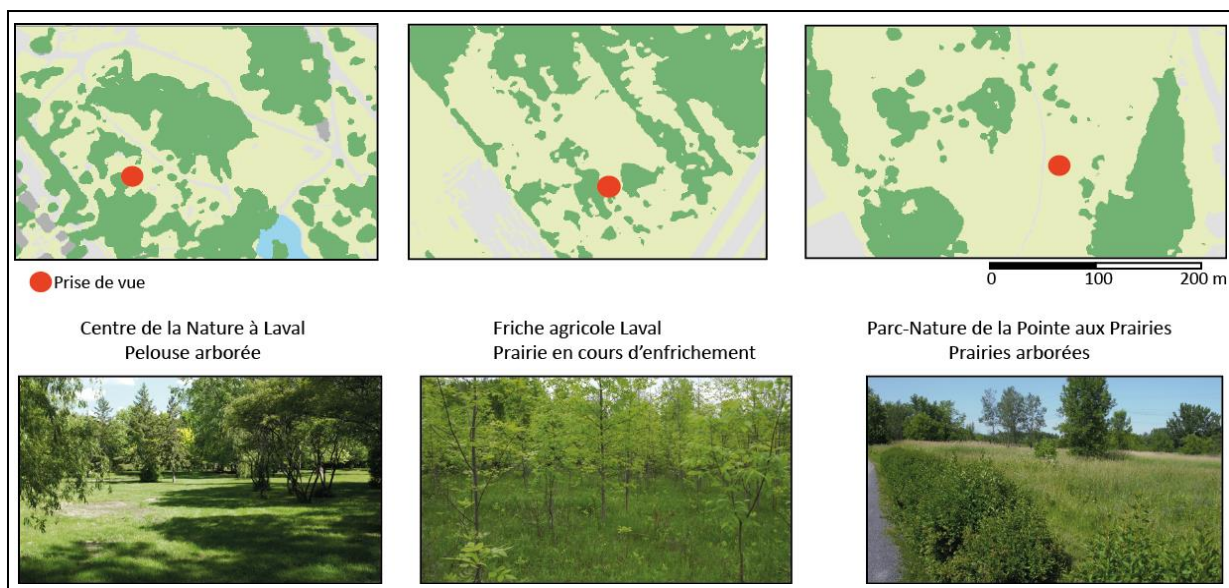 Prise de vue
0 100 200 m
Centre de la Nature à Laval
Pelouse arborée
Friche agricole Laval
Prairie en cours d'enfrichement
Parc-Nature de la Pointe aux Prairies
Prairies arborées